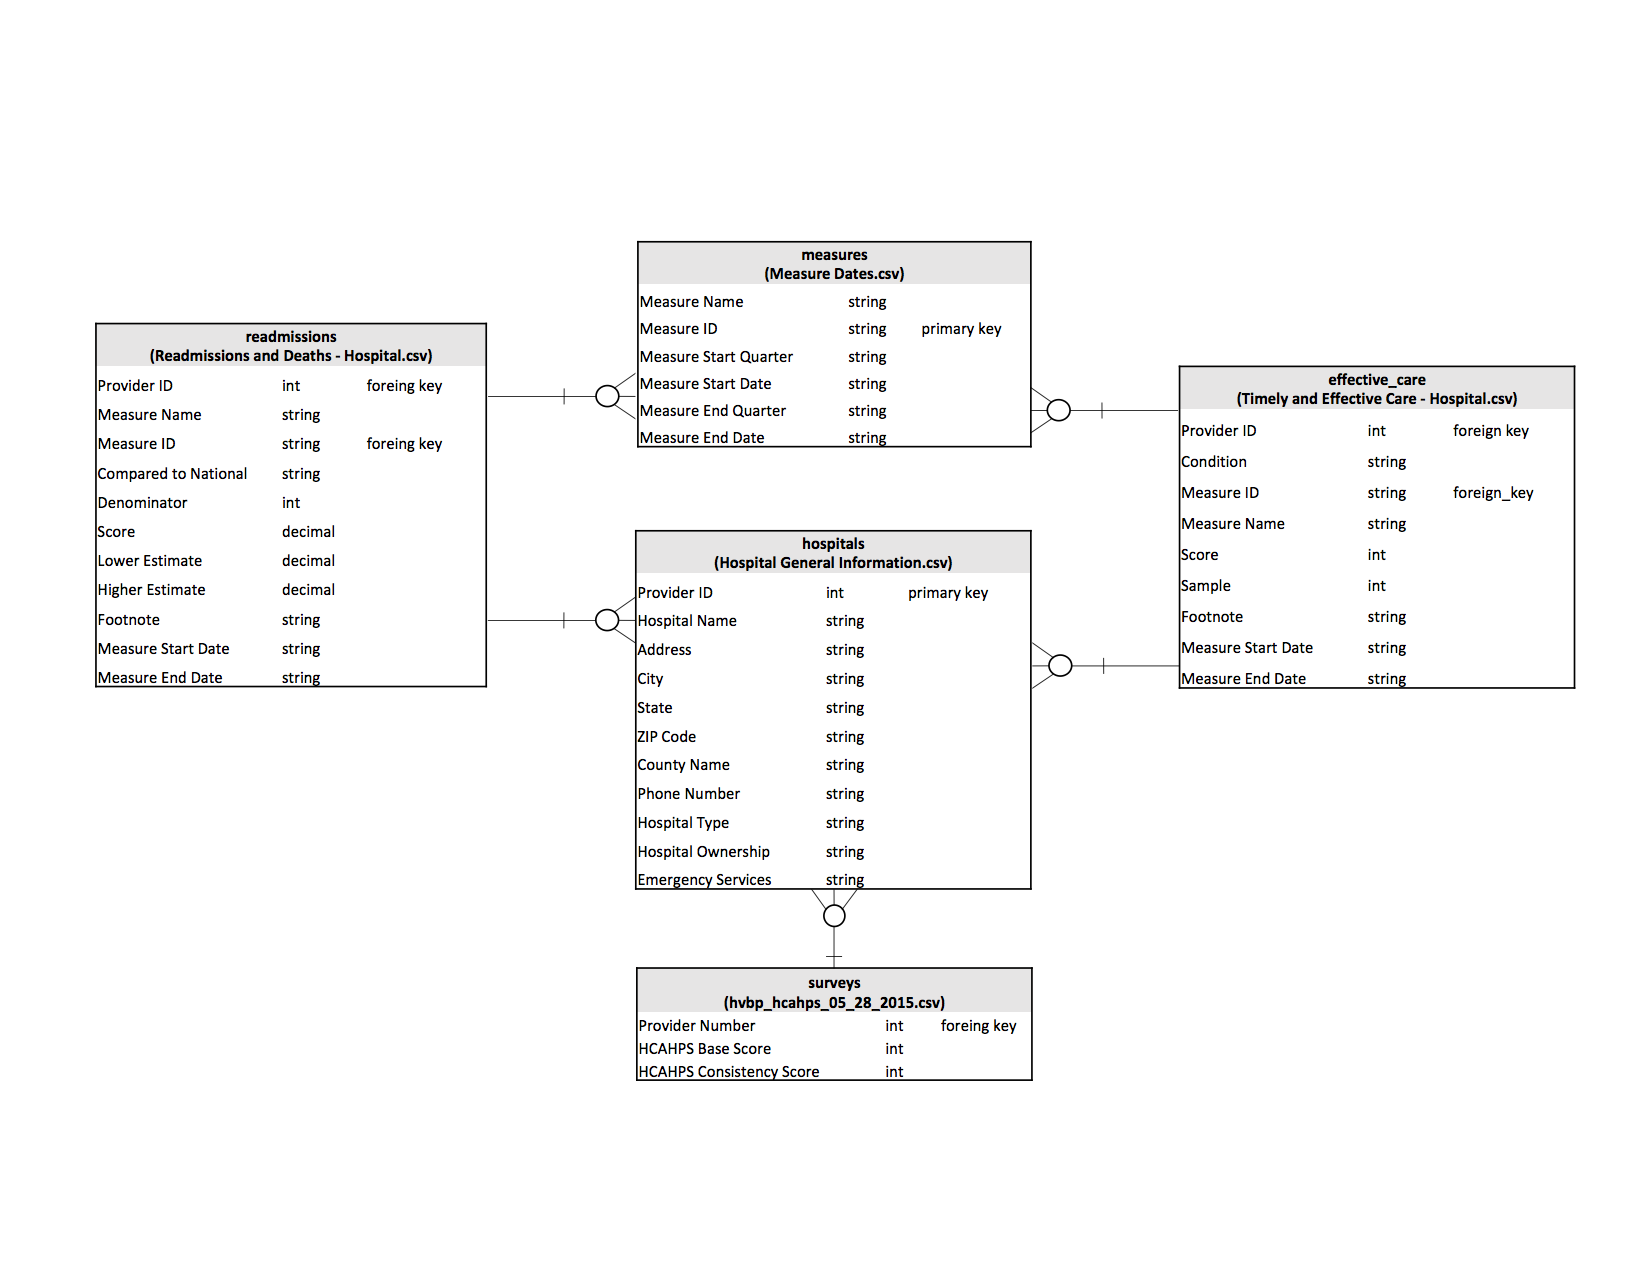 measures
(Measure Dates.csv)
Measure Name string
Measure ID string primary key
Measure Start Quarter string
Measure Start Date string
Measure End Quarter string
Measure End Date string
readmissions
(Readmissions and Deaths - Hospital.csv)
Provider ID int foreing key
Measure Name string
Measure ID string foreing key
Compared to National string
Denominator int
Score decimal
Lower Estimate decimal
Higher Estimate decimal
Footnote string
Measure Start Date string
Measure End Date string
effective_care
(Timely and Effective Care - Hospital.csv)
Provider ID int foreign key
Condition string
Measure ID string foreign_key
Measure Name string
Score int
Sample int
Footnote string
Measure Start Date string
Measure End Date string
hospitals
(Hospital General Information.csv)
Provider ID int primary key
Hospital Name string
Address string
City string
State string
ZIP Code string
County Name string
Phone Number string
Hospital Type string
Hospital Ownership string
Emergency Services string
surveys
(hvbp_hcahps_05_28_2015.csv)
Provider Number int foreing key
HCAHPS Base Score int
HCAHPS Consistency Score int